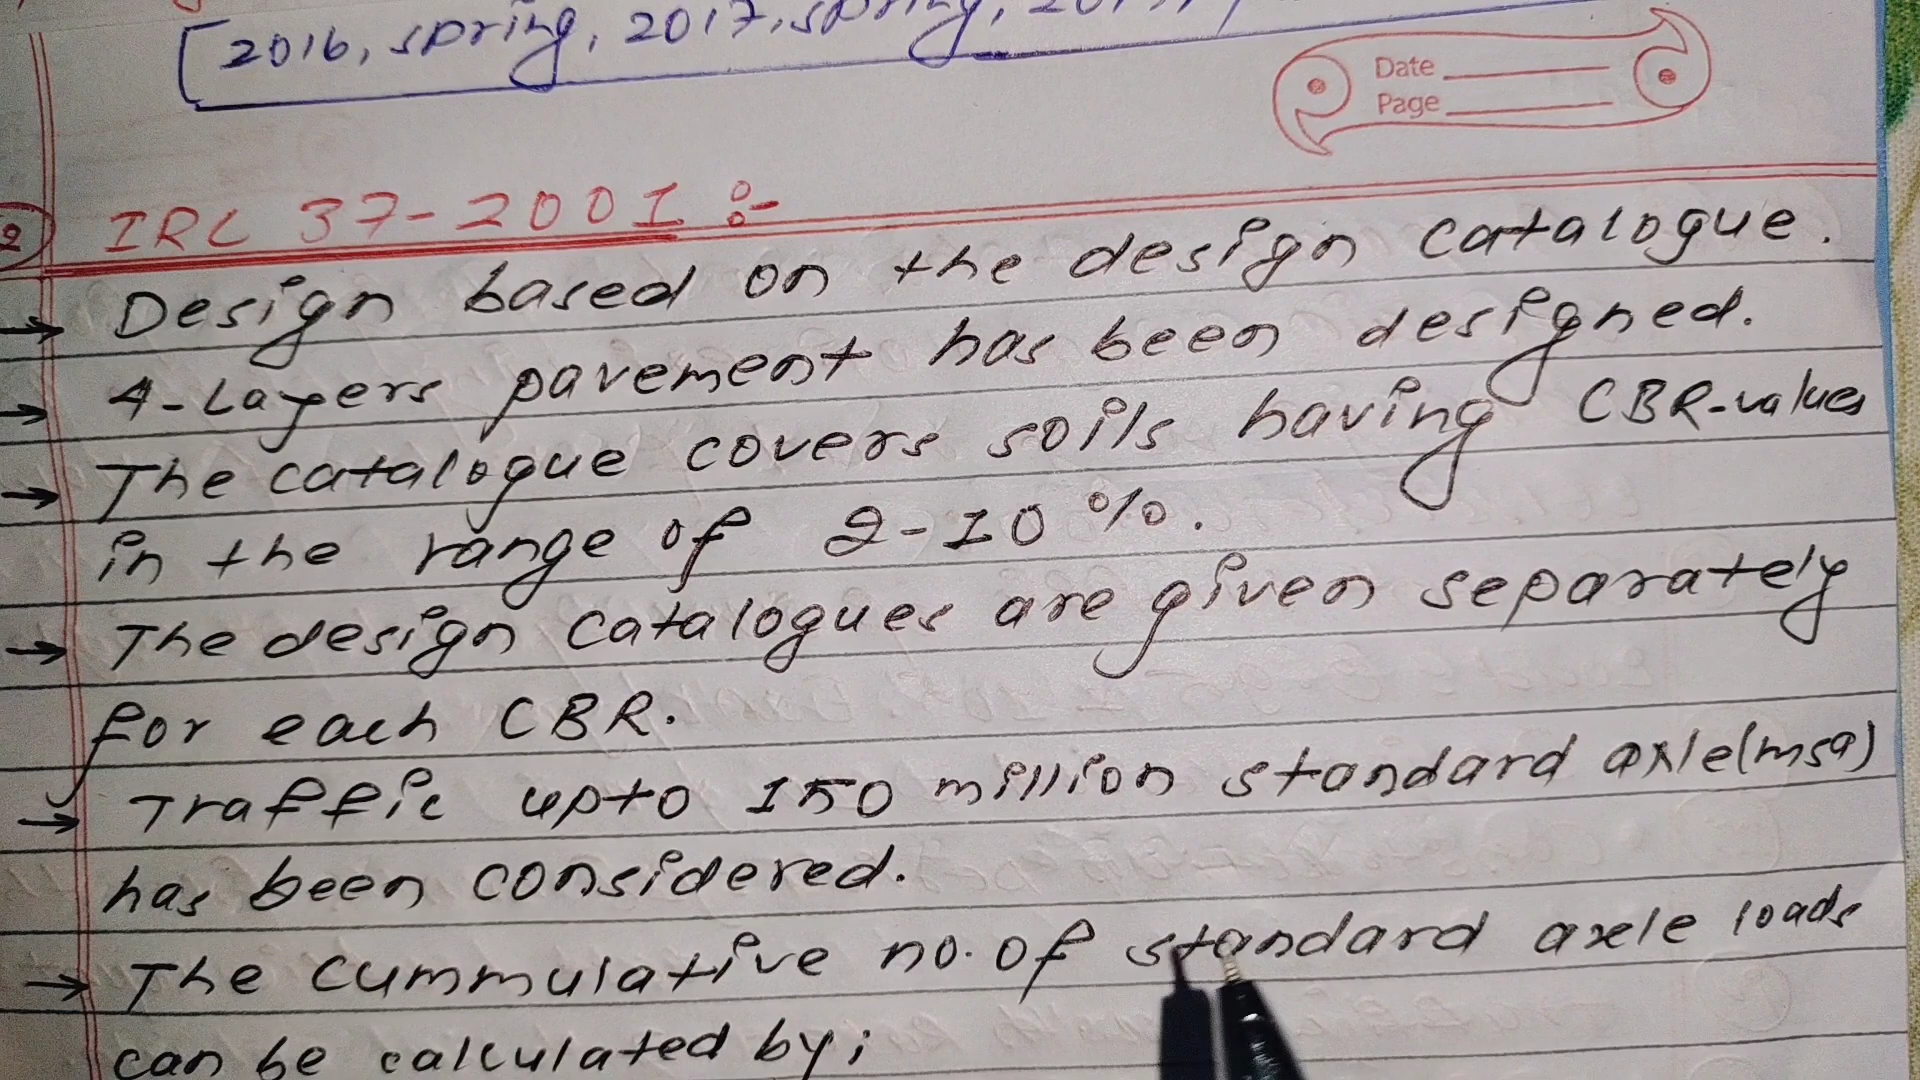 [2016, spring, 2017, spring,
Date
Page
2
IRC 37-2001 :-
→ Design based on the design catalogue.
→ 4-Layers pavement has been designed.
→ The catalogue covers soils having CBR-values
in the range of 2-10%.
→ The design catalogues are given separately
for each CBR.
→ Traffic upto 150 million standard axle(msa)
has been considered.
→ The cummulative no. of standard axle loads
can be calculated by;